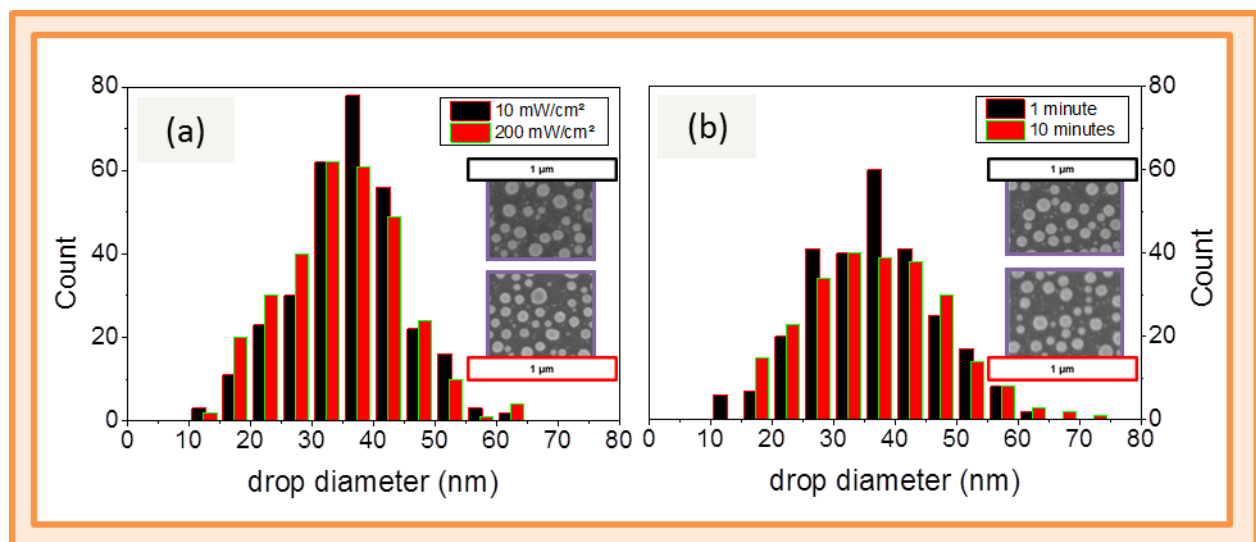 (a)
10 mW/cm²
200 mW/cm²
1 µm
1 µm
Count
80
60
40
20
0
0 10 20 30 40 50 60 70 80
drop diameter (nm)
(b)
1 minute
10 minutes
1 µm
1 µm
80
60
40
20
0
Count
0 10 20 30 40 50 60 70 80
drop diameter (nm)